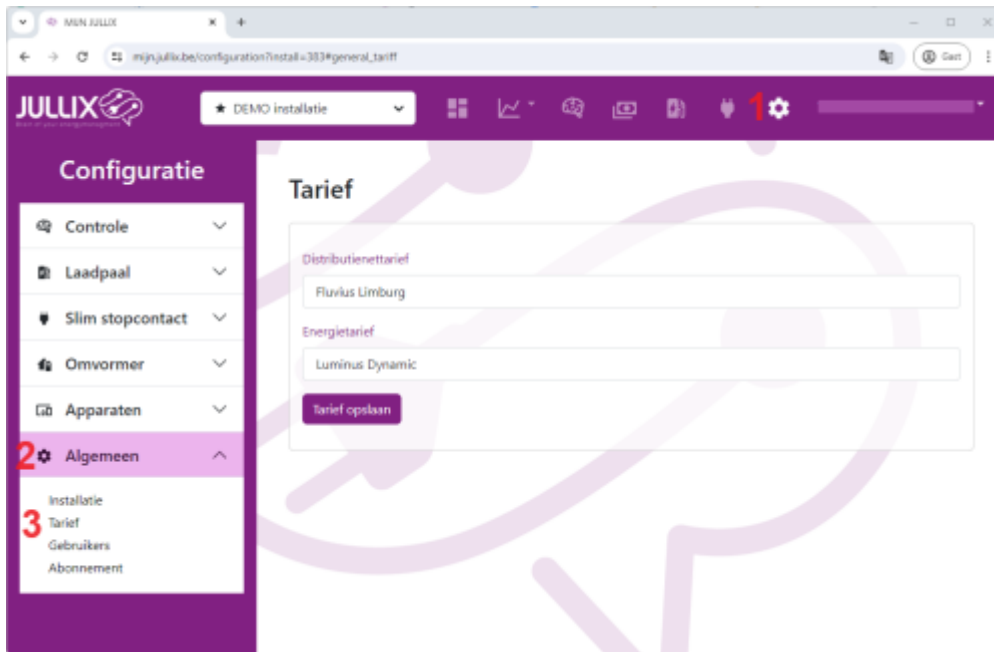 MIJN JULLIX
mijn.jullix.be/configuration?install=383#general_tariff
Gast
JULLIX
★ DEMO installatie
1
Configuratie
Controle
Laadpaal
Slim stopcontact
Omvormer
Apparaten
2 Algemeen
Installatie
3 Tarief
Gebruikers
Abonnement
Tarief
Distributienettarief
Fluvius Limburg
Energietarief
Luminus Dynamic
Tarief opslaan